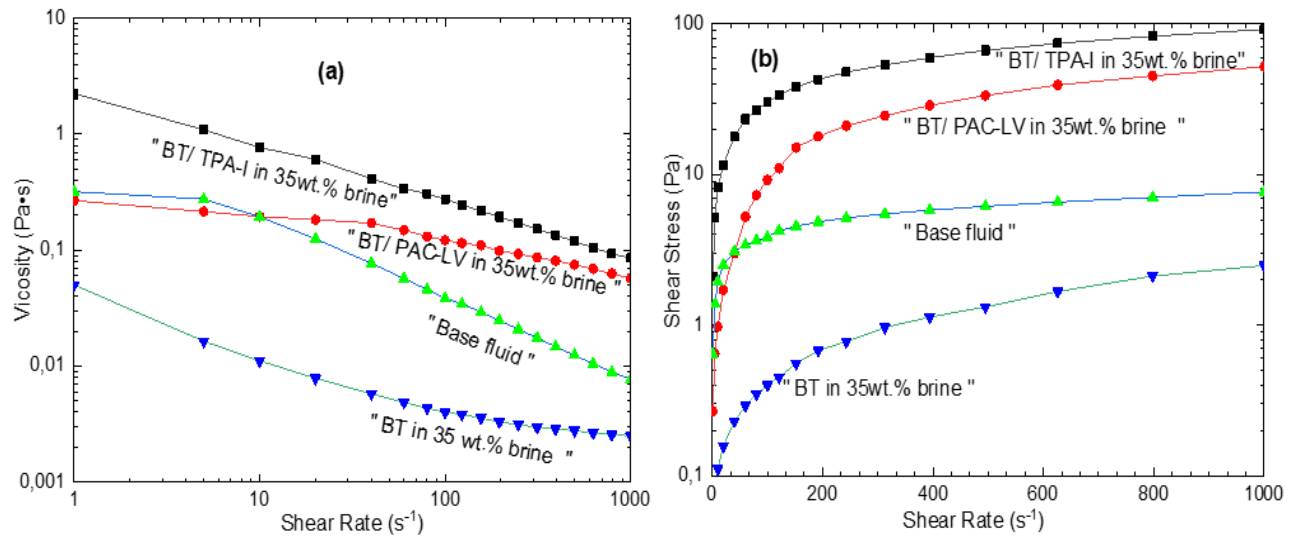 (a)
10
1
0,1
0,01
0,001
Vicosity (Pa•s)
1
10
100
1000
Shear Rate (s⁻¹)
" BT/ TPA-I in 35wt.% brine"
" BT/ PAC-LV in 35wt.% brine "
"Base fluid "
" BT in 35 wt.% brine "
(b)
100
10
1
0,1
Shear Stress (Pa)
0
200
400
600
800
1000
Shear Rate (s⁻¹)
" BT/ TPA-I in 35wt.% brine"
" BT/ PAC-LV in 35wt.% brine "
"Base fluid "
" BT in 35wt.% brine "